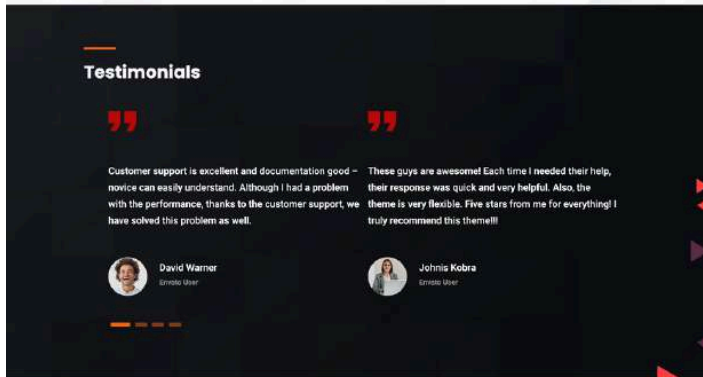 Testimonials
Customer support is excellent and documentation good –
novice can easily understand. Although I had a problem
with the performance, thanks to the customer support, we
have solved this problem as well.
David Warner
Envato User
These guys are awesome! Each time I needed their help,
their response was quick and very helpful. Also, the
theme is very flexible. Five stars from me for everything! I
truly recommend this theme!!!
Johnis Kobra
Envato User